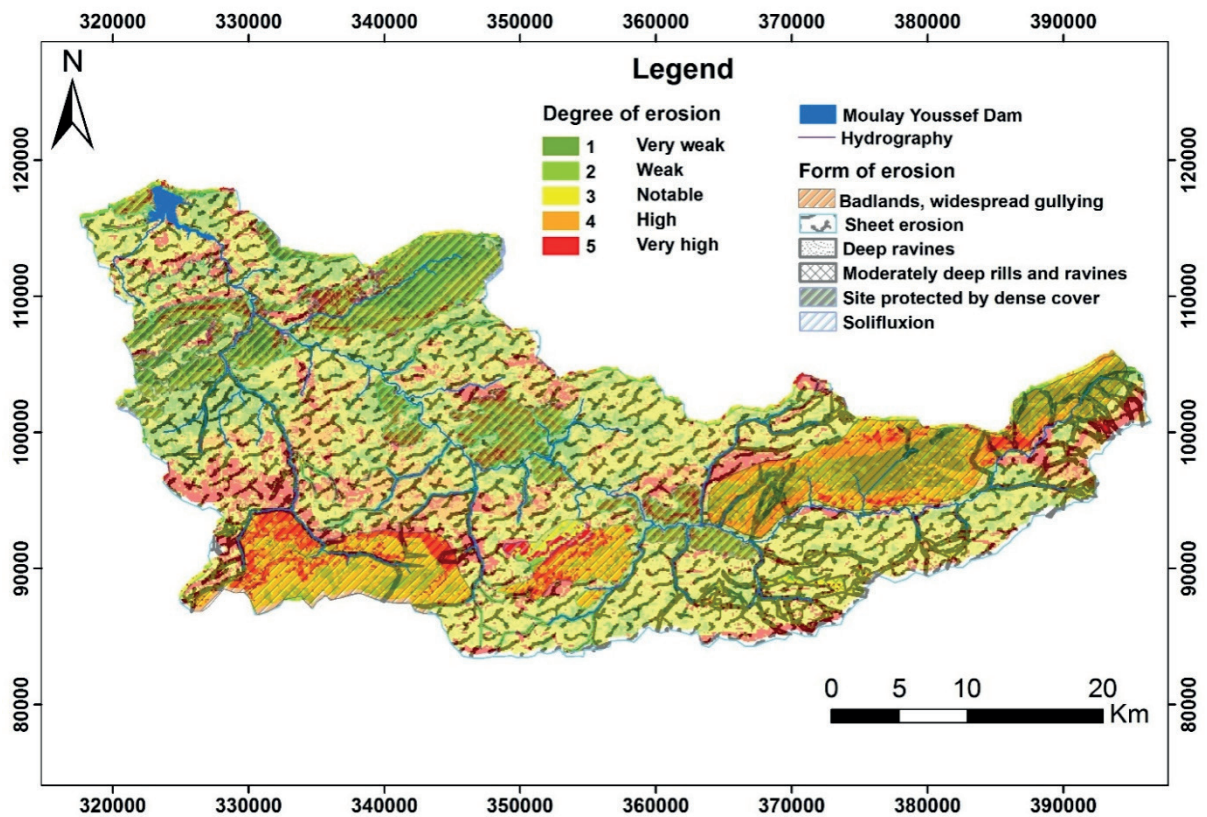 320000 330000 340000 350000 360000 370000 380000 390000
N
Legend
Degree of erosion
1 Very weak
2 Weak
3 Notable
4 High
5 Very high
Moulay Youssef Dam
Hydrography
Form of erosion
Badlands, widespread gullying
Sheet erosion
Deep ravines
Moderately deep rills and ravines
Site protected by dense cover
Solifluxion
120000
110000
100000
90000
80000
120000
110000
100000
90000
80000
0 5 10 20
Km
320000 330000 340000 350000 360000 370000 380000 390000